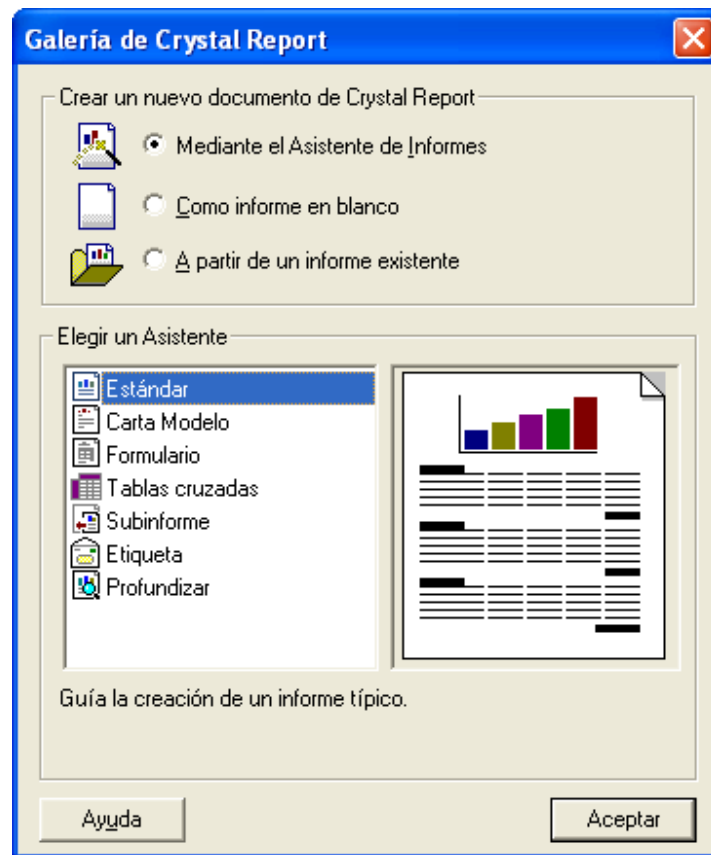 Galería de Crystal Report
Crear un nuevo documento de Crystal Report
Mediante el Asistente de Informes
Como informe en blanco
A partir de un informe existente
Elegir un Asistente
Estándar
Carta Modelo
Formulario
Tablas cruzadas
Subinforme
Etiqueta
Profundizar
Guía la creación de un informe típico.
Ayuda
Aceptar